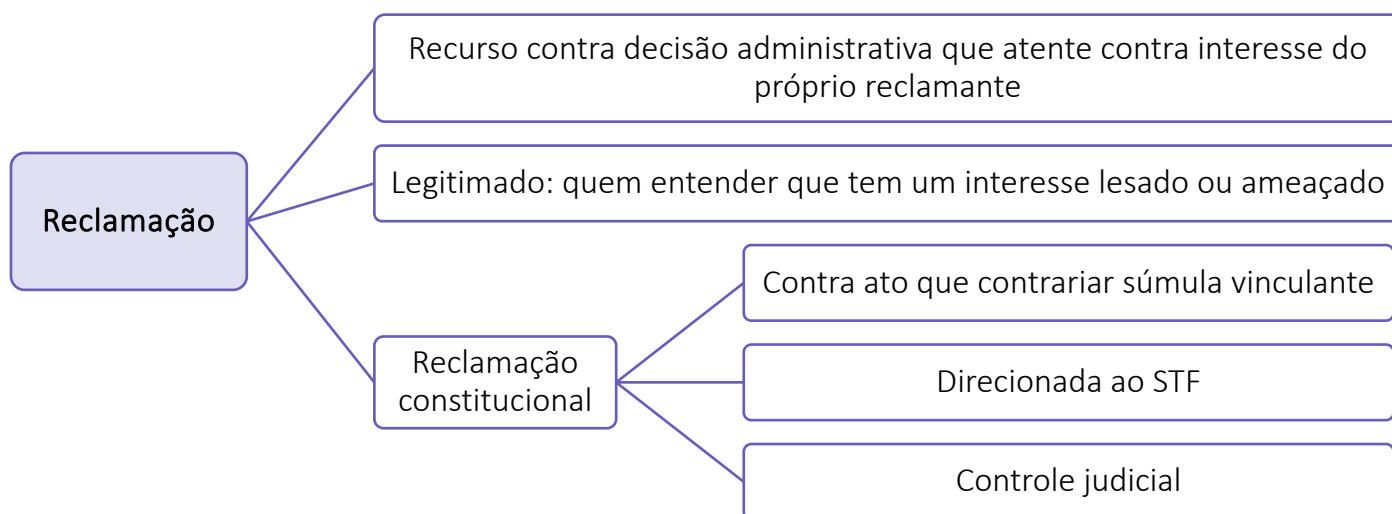 Recurso contra decisão administrativa que atente contra interesse do
próprio reclamante
Legitimado: quem entender que tem um interesse lesado ou ameaçado
Reclamação
Contra ato que contrariar súmula vinculante
Reclamação
constitucional
Direcionada ao STF
Controle judicial